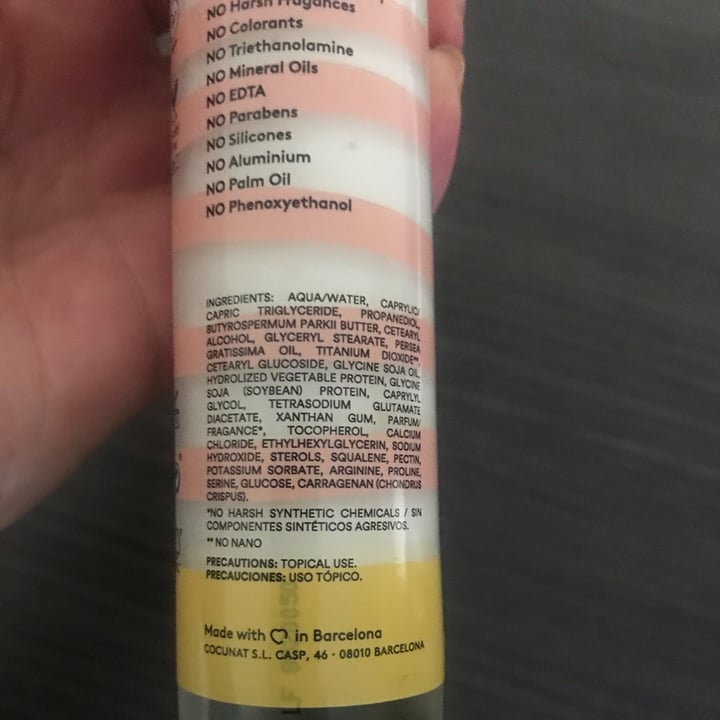 NO Harsh Fragances
NO Colorants
NO Triethanolamine
NO Mineral Oils
NO EDTA
NO Parabens
NO Silicones
NO Aluminium
NO Palm Oil
NO Phenoxyethanol
INGREDIENTS: AQUA/WATER, CAPRYLIC/
CAPRIC TRIGLYCERIDE, PROPANEDIOL,
BUTYROSPERMUM PARKII BUTTER, CETEARYL
ALCOHOL, GLYCERYL STEARATE, PERSEA
GRATISSIMA OIL, TITANIUM DIOXIDE**
CETEARYL GLUCOSIDE, GLYCINE SOJA OIL,
HYDROLIZED VEGETABLE PROTEIN, GLYCINE
SOJA (SOYBEAN) PROTEIN, CAPRYLYL
GLYCOL, TETRASODIUM GLUTAMATE
DIACETATE, XANTHAN GUM, PARFUM/
FRAGANCE*, TOCOPHEROL, CALCIUM
CHLORIDE, ETHYLHEXYLGLYCERIN, SODIUM
HYDROXIDE, STEROLS, SQUALENE, PECTIN,
POTASSIUM SORBATE, ARGININE, PROLINE,
SERINE, GLUCOSE, CARRAGENAN (CHONDRUS
CRISPUS).
*NO HARSH SYNTHETIC CHEMICALS / SIN
COMPONENTES SINTÉTICOS AGRESIVOS.
** NO NANO
PRECAUTIONS: TOPICAL USE.
PRECAUCIONES: USO TÓPICO.
Made with in Barcelona
COCUNAT S.L. CASP, 46 · 08010 BARCELONA